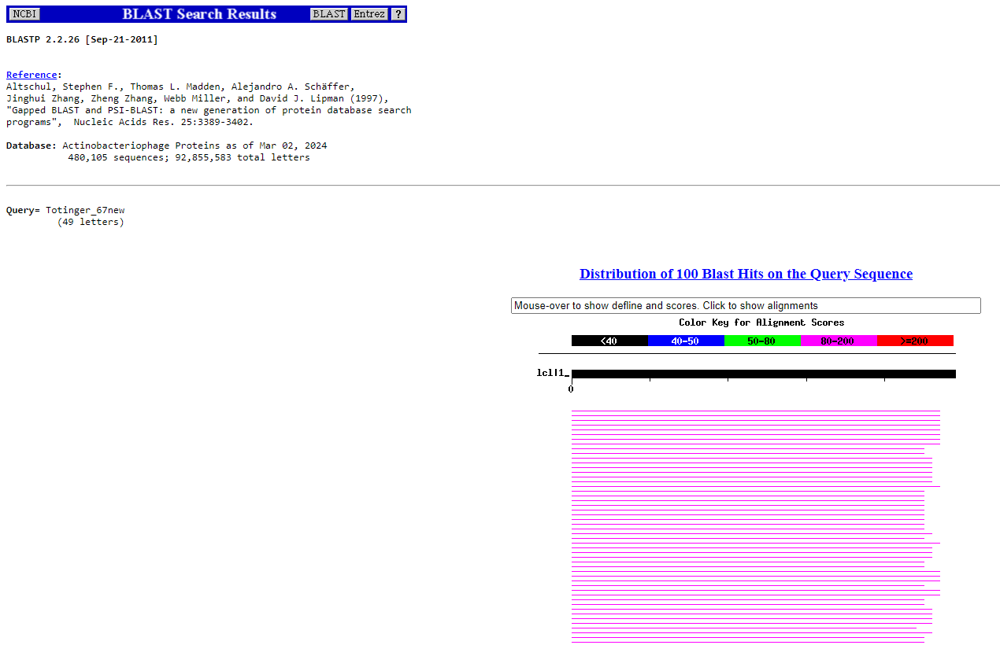 NCBI BLAST Search Results BLAST Entrez ?
BLASTP 2.2.26 [Sep-21-2011]
Reference:
Altschul, Stephen F., Thomas L. Madden, Alejandro A. Schäffer,
Jinghui Zhang, Zheng Zhang, Webb Miller, and David J. Lipman (1997),
"Gapped BLAST and PSI-BLAST: a new generation of protein database search
programs", Nucleic Acids Res. 25:3389-3402.
Database: Actinobacteriophage Proteins as of Mar 02, 2024
480,105 sequences; 92,855,583 total letters
Query= Totinger_67new
(49 letters)
Distribution of 100 Blast Hits on the Query Sequence
Mouse-over to show defline and scores. Click to show alignments
Color Key for Alignment Scores
<40 40-50 50-80 80-200 >=200
lcl|1_
0